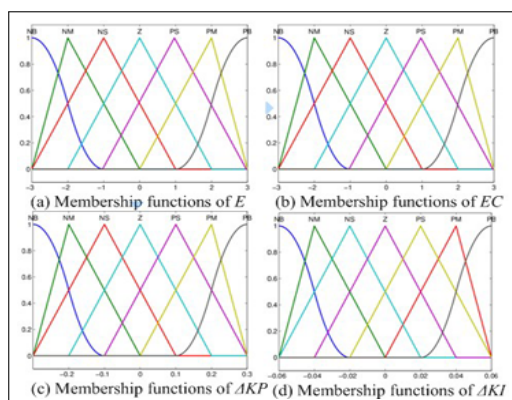 NB NM NS Z PS PM PB
1
0.8
0.6
0.4
0.2
0
-3 -2 -1 0 1 2 3
(a) Membership functions of E
NB NM NS Z PS PM PB
1
0.8
0.6
0.4
0.2
0
-3 -2 -1 0 1 2 3
(b) Membership functions of EC
NB NM NS Z PS PM PB
1
0.8
0.6
0.4
0.2
0
-0.2 -0.1 0 0.1 0.2 0.3
(c) Membership functions of ΔKP
NB NM NS Z PS PM PB
1
0.8
0.6
0.4
0.2
0
-0.06 -0.04 -0.02 0 0.02 0.04 0.06
(d) Membership functions of ΔKI